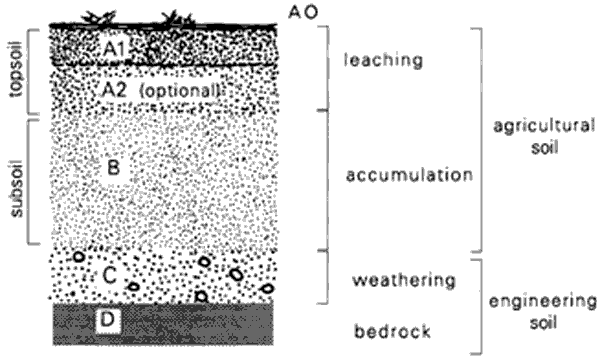 AO
topsoil
A1
leaching
A2 (optional)
agricultural
soil
subsoil
B
accumulation
C
weathering
engineering
soil
D
bedrock